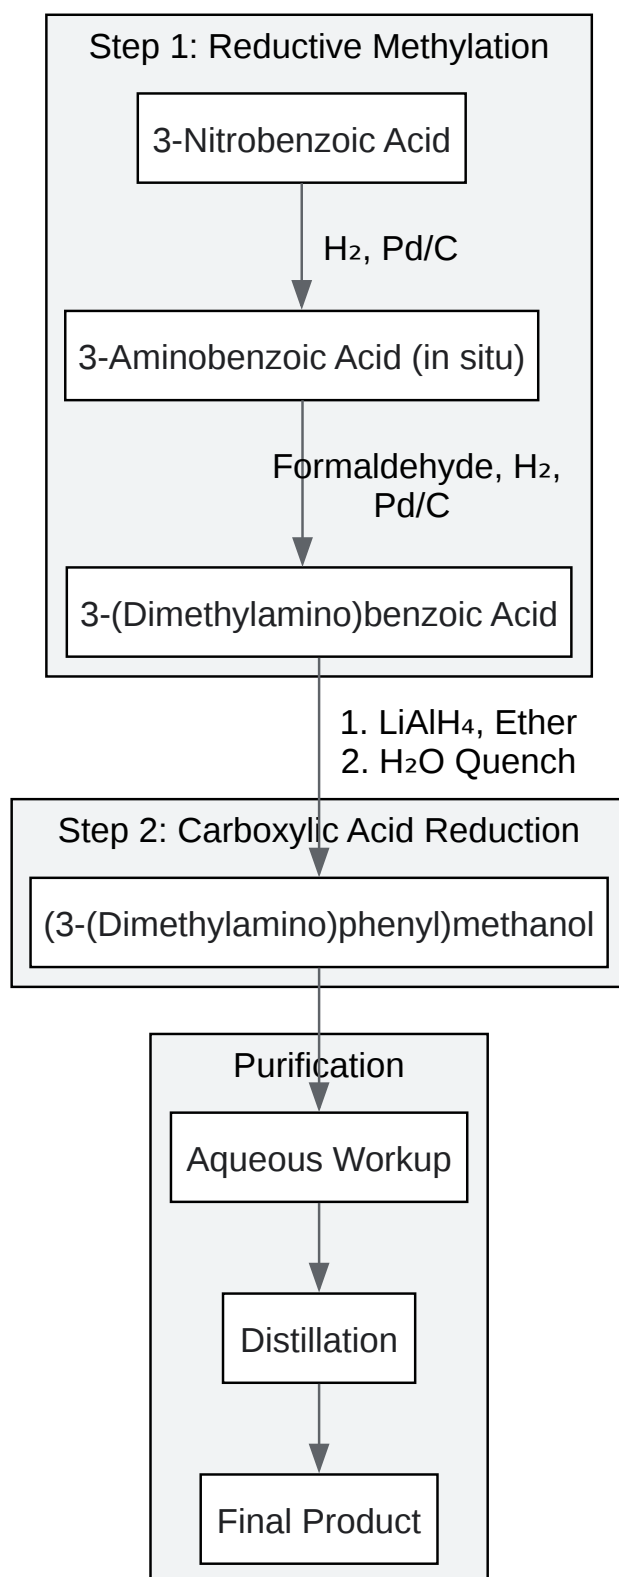 Step 1: Reductive Methylation
3-Nitrobenzoic Acid
H₂, Pd/C
3-Aminobenzoic Acid (in situ)
Formaldehyde, H₂,
Pd/C
3-(Dimethylamino)benzoic Acid
1. LiAlH₄, Ether
2. H₂O Quench
Step 2: Carboxylic Acid Reduction
(3-(Dimethylamino)phenyl)methanol
Purification
Aqueous Workup
Distillation
Final Product